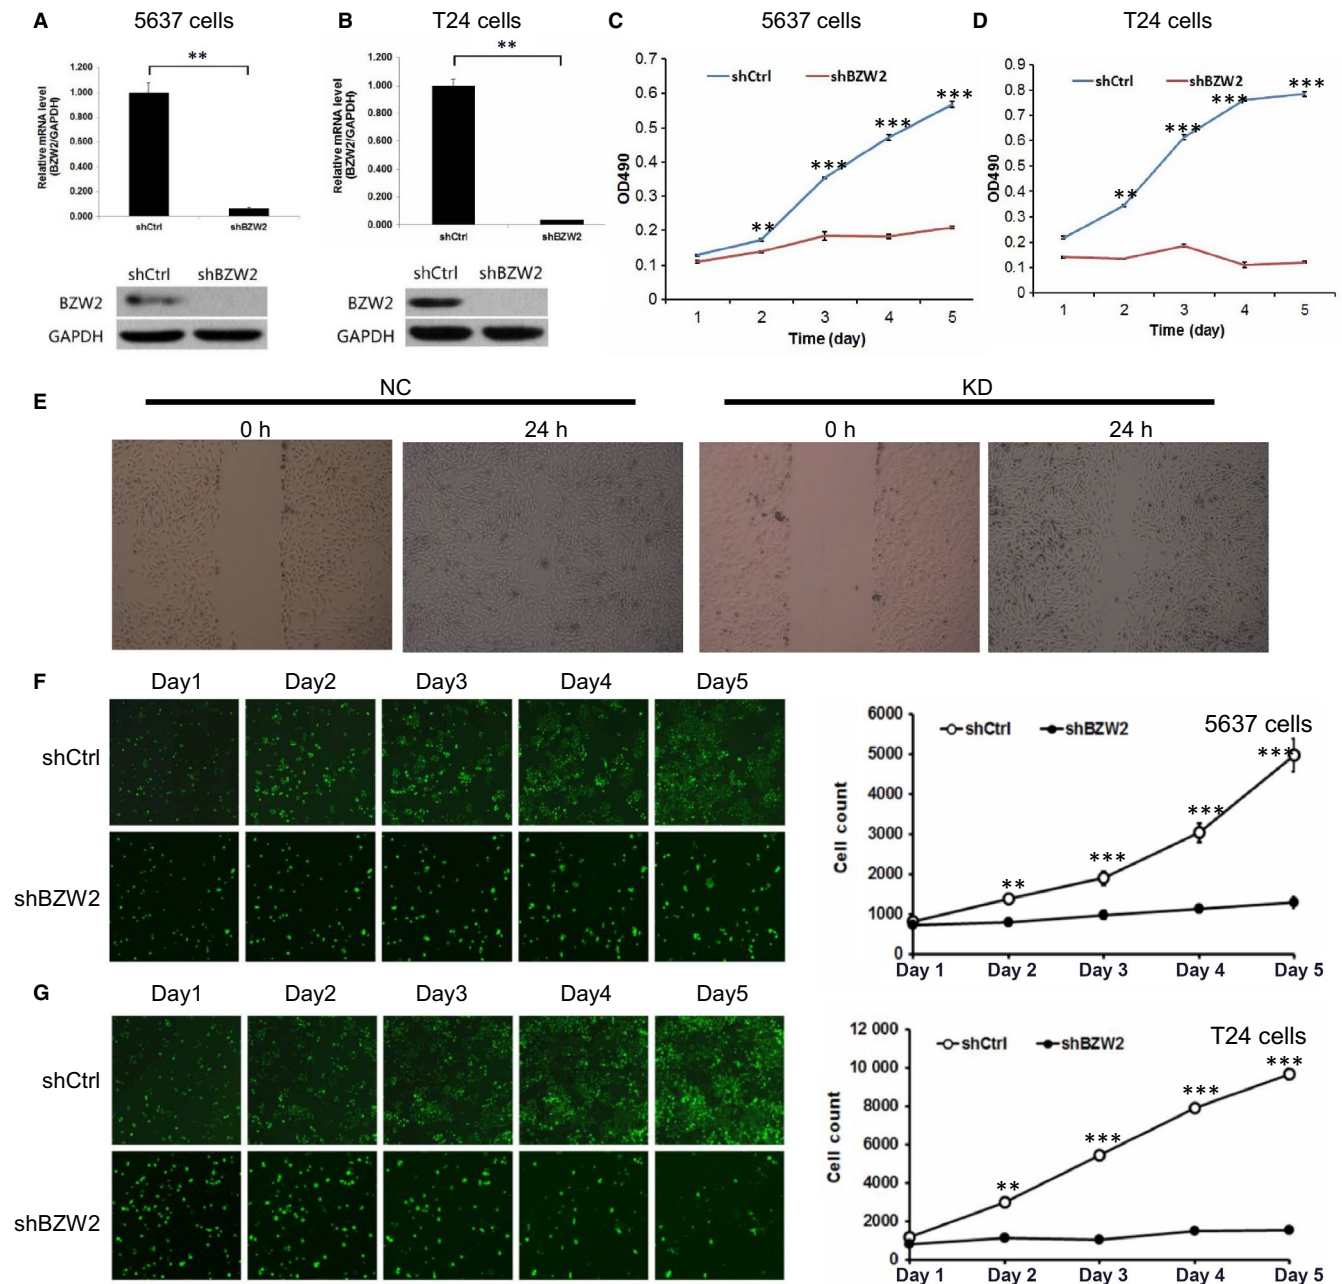 A 5637 cells
**
1.200
1.000
0.800
0.600
0.400
0.200
0.000
Relative mRNA level
(BZW2/GAPDH)
shCtrl shBZW2
shCtrl shBZW2
BZW2
GAPDH
B T24 cells
**
1.200
1.000
0.800
0.600
0.400
0.200
0.000
Relative mRNA level
(BZW2/GAPDH)
shCtrl shBZW2
shCtrl shBZW2
BZW2
GAPDH
C 5637 cells
shCtrl shBZW2
0.7
0.6
0.5
0.4
0.3
0.2
0.1
0
OD490
** *** *** ***
1 2 3 4 5
Time (day)
D T24 cells
shCtrl shBZW2
0.9
0.8
0.7
0.6
0.5
0.4
0.3
0.2
0.1
0
OD490
** *** *** ***
1 2 3 4 5
Time (day)
E NC KD
0 h 24 h 0 h 24 h
F Day1 Day2 Day3 Day4 Day5
shCtrl
shBZW2
5637 cells
shCtrl shBZW2
6000
5000
4000
3000
2000
1000
0
Cell count
** *** *** ***
Day 1 Day 2 Day 3 Day 4 Day 5
G Day1 Day2 Day3 Day4 Day5
shCtrl
shBZW2
T24 cells
shCtrl shBZW2
12 000
10 000
8000
6000
4000
2000
0
Cell count
** *** *** ***
Day 1 Day 2 Day 3 Day 4 Day 5